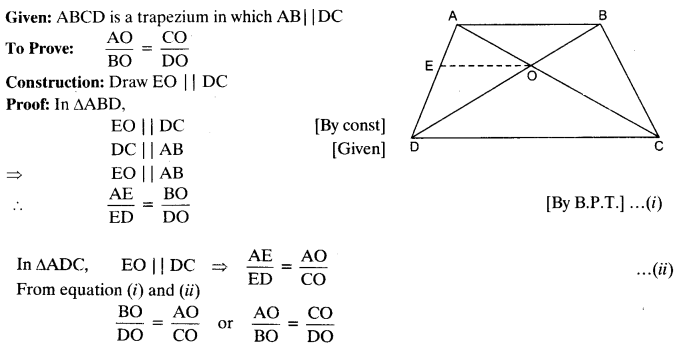 Given: ABCD is a trapezium in which AB||DC
To Prove: AO/BO = CO/DO
Construction: Draw EO || DC
Proof: In ΔABD,
EO || DC [By const]
DC || AB [Given]
⇒ EO || AB
∴ AE/ED = BO/DO [By B.P.T.] ...(i)
In ΔADC, EO || DC ⇒ AE/ED = AO/CO ...(ii)
From equation (i) and (ii)
BO/DO = AO/CO or AO/BO = CO/DO
A B
E O
D C